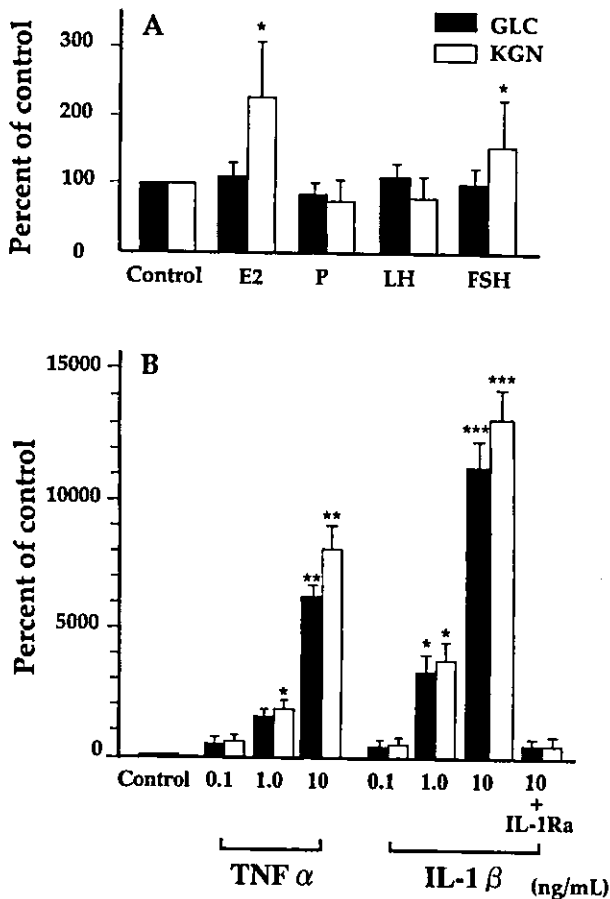 A
GLC
KGN
Percent of control
300
200
100
0
*
*
Control E2 P LH FSH
B
Percent of control
15000
10000
5000
0
*
**
**
*
*
***
***
Control 0.1 1.0 10 0.1 1.0 10 10
+
IL-1Ra
TNF α IL-1 β (ng/mL)